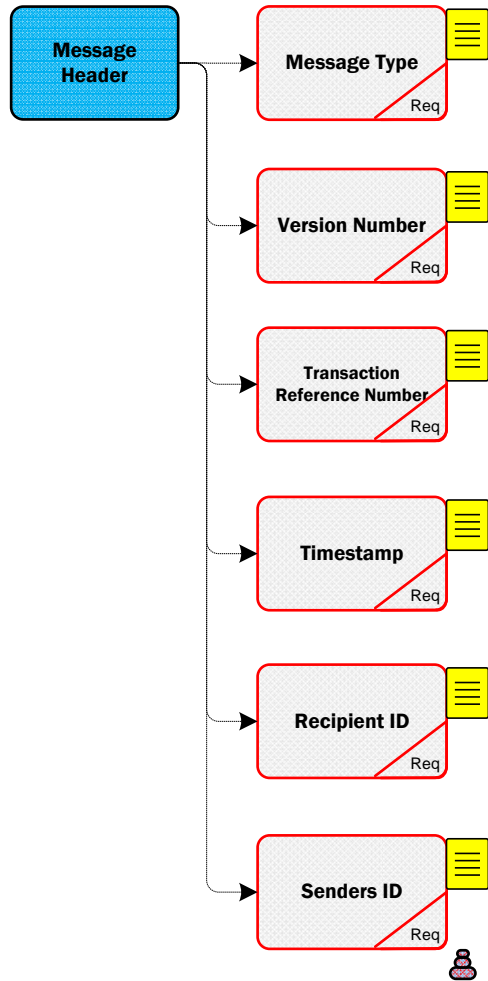 Message
Header
Message Type
Req
Version Number
Req
Transaction
Reference Number
Req
Timestamp
Req
Recipient ID
Req
Senders ID
Req